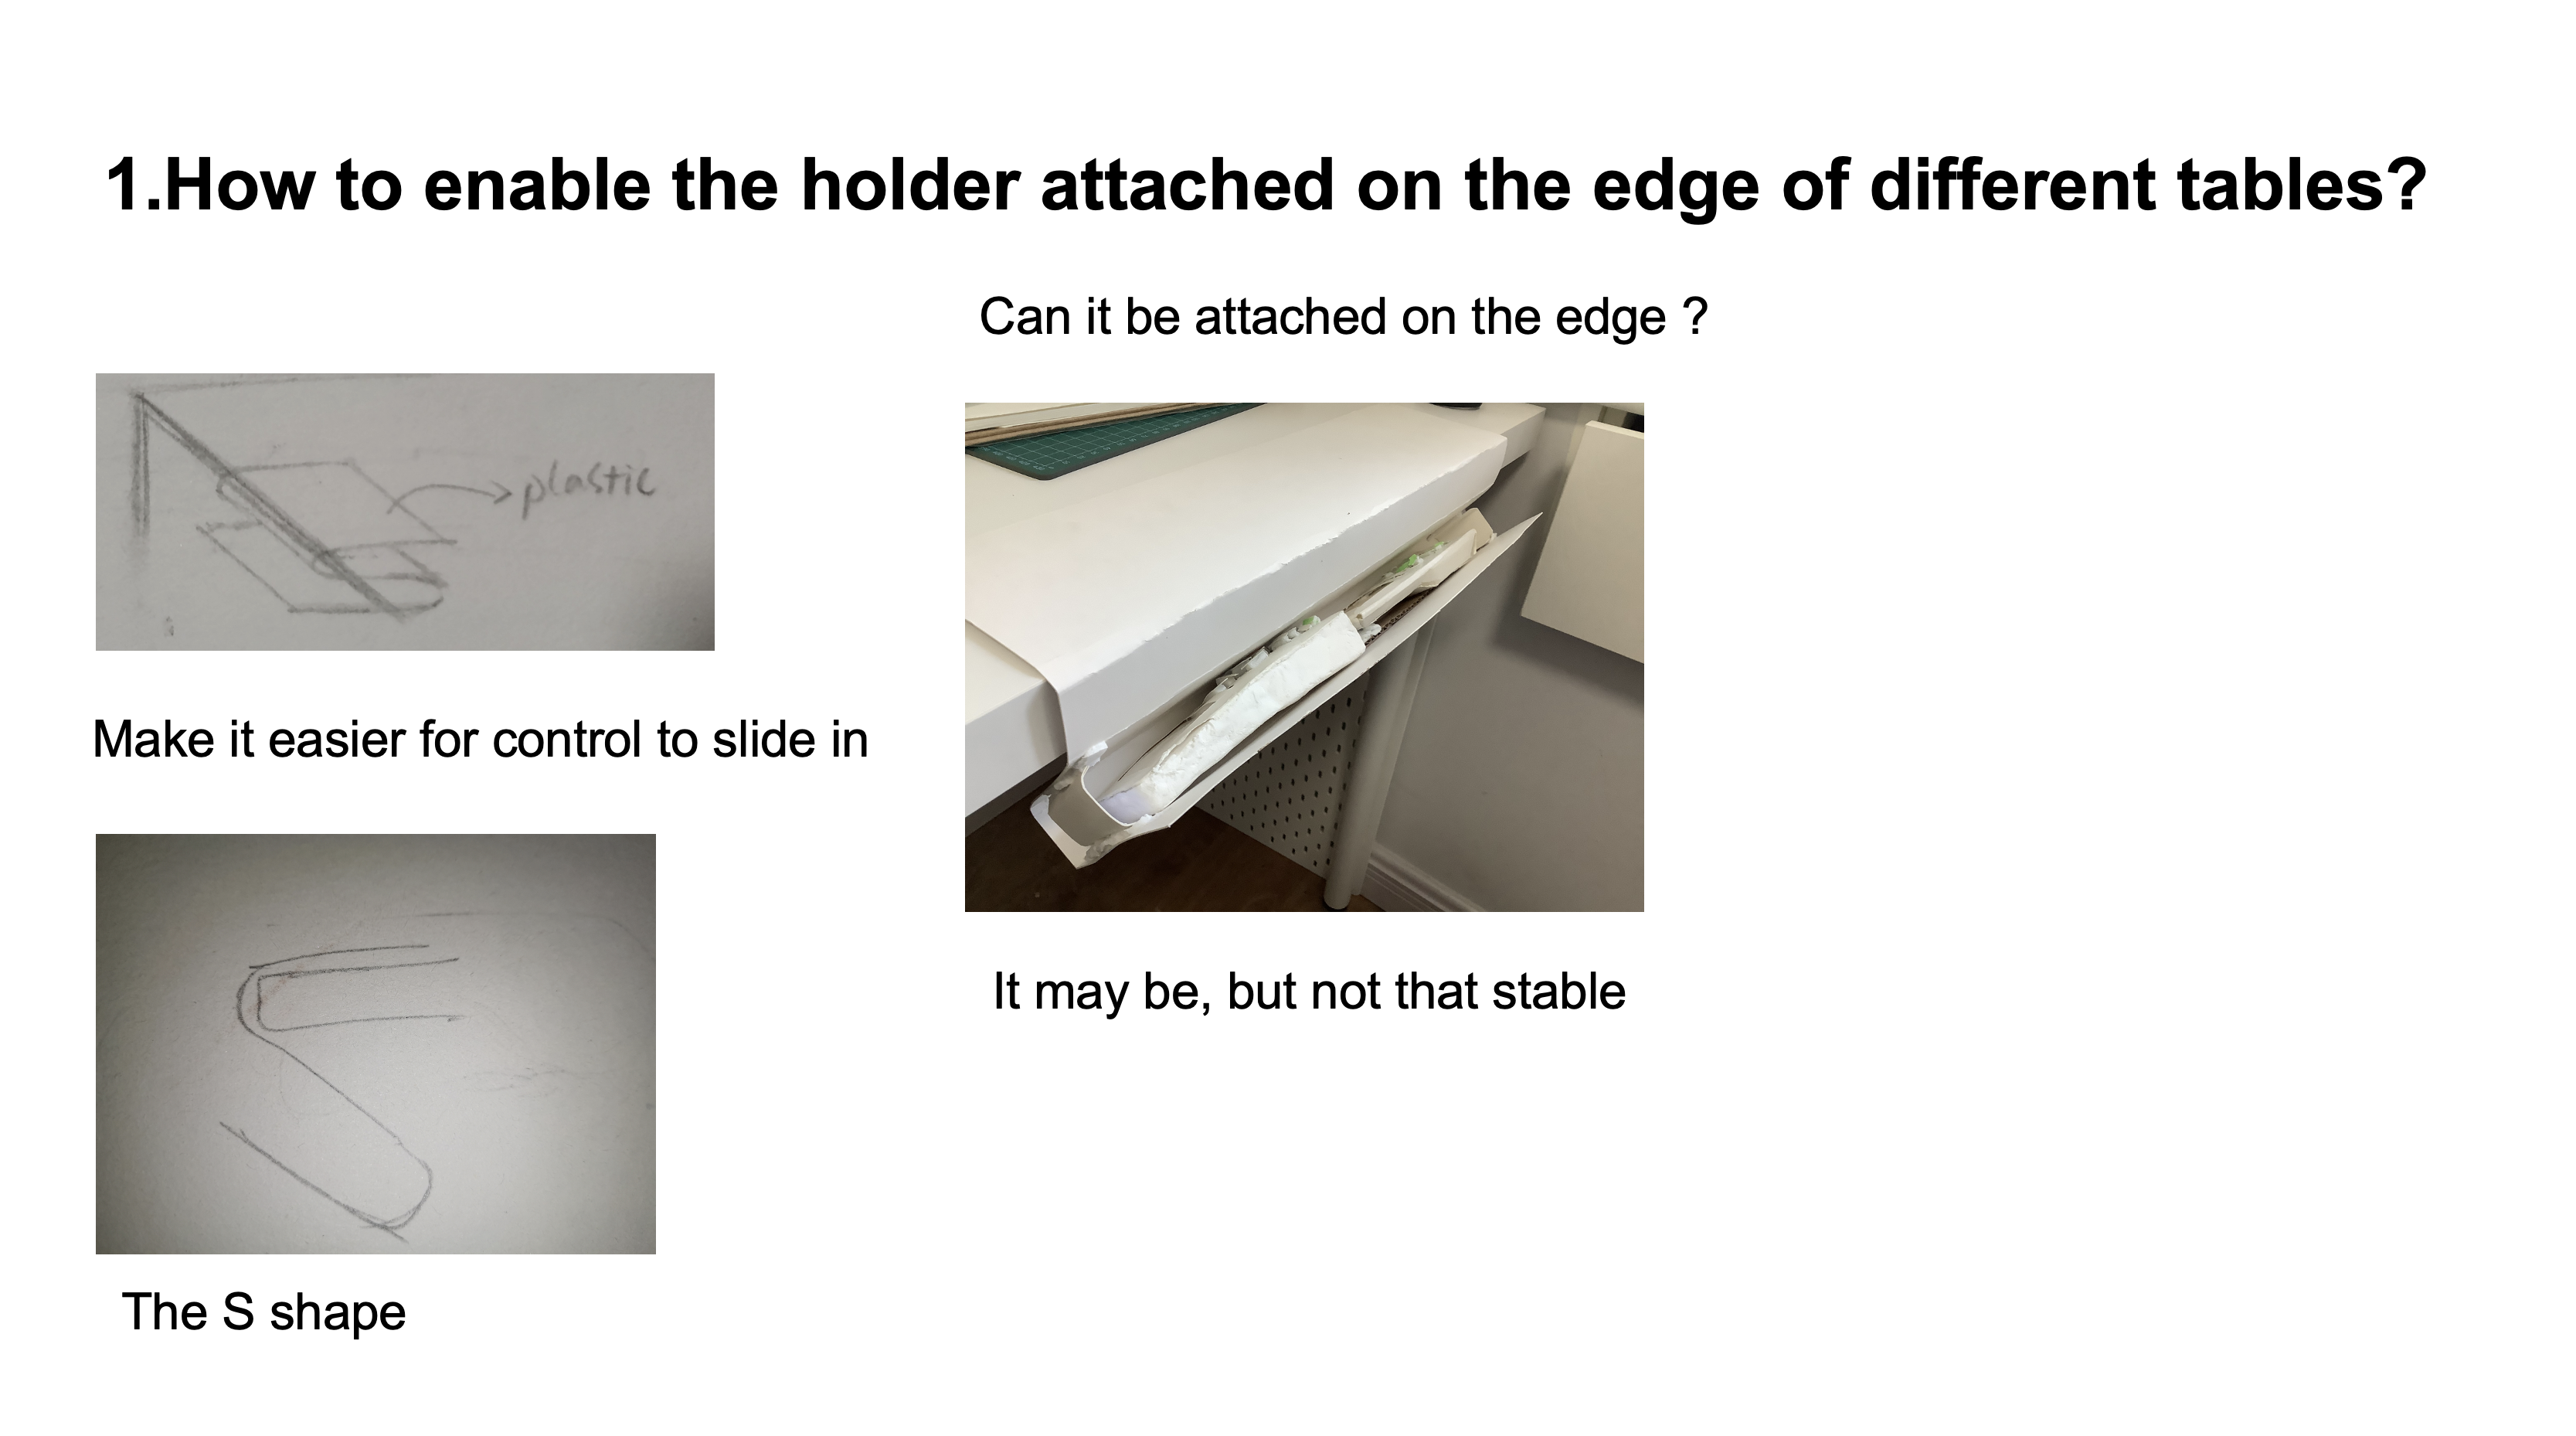 1.How to enable the holder attached on the edge of different tables?
Can it be attached on the edge ?
plastic
Make it easier for control to slide in
It may be, but not that stable
The S shape